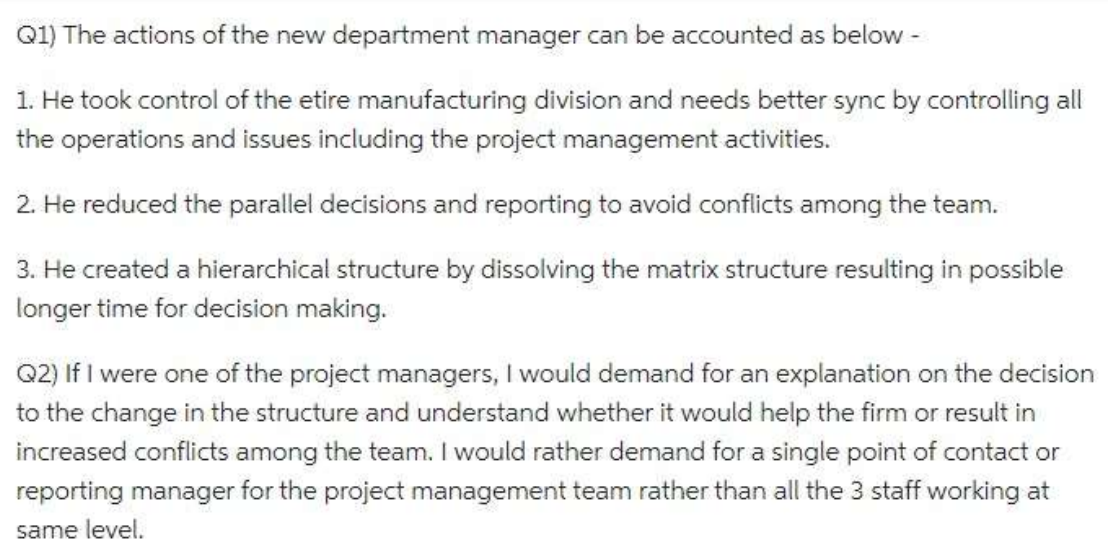 Q1) The actions of the new department manager can be accounted as below -
1. He took control of the etire manufacturing division and needs better sync by controlling all
the operations and issues including the project management activities.
2. He reduced the parallel decisions and reporting to avoid conflicts among the team.
3. He created a hierarchical structure by dissolving the matrix structure resulting in possible
longer time for decision making.
Q2) If I were one of the project managers, I would demand for an explanation on the decision
to the change in the structure and understand whether it would help the firm or result in
increased conflicts among the team. I would rather demand for a single point of contact or
reporting manager for the project management team rather than all the 3 staff working at
same level.